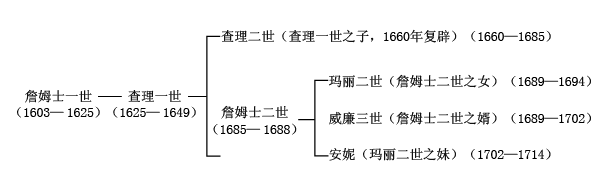 查理二世（查理一世之子，1660年复辟）（1660—1685）
詹姆士一世
（1603—1625）
查理一世
（1625—1649）
詹姆士二世
（1685—1688）
玛丽二世（詹姆士二世之女）（1689—1694）
威廉三世（詹姆士二世之婿）（1689—1702）
安妮（玛丽二世之妹）（1702—1714）